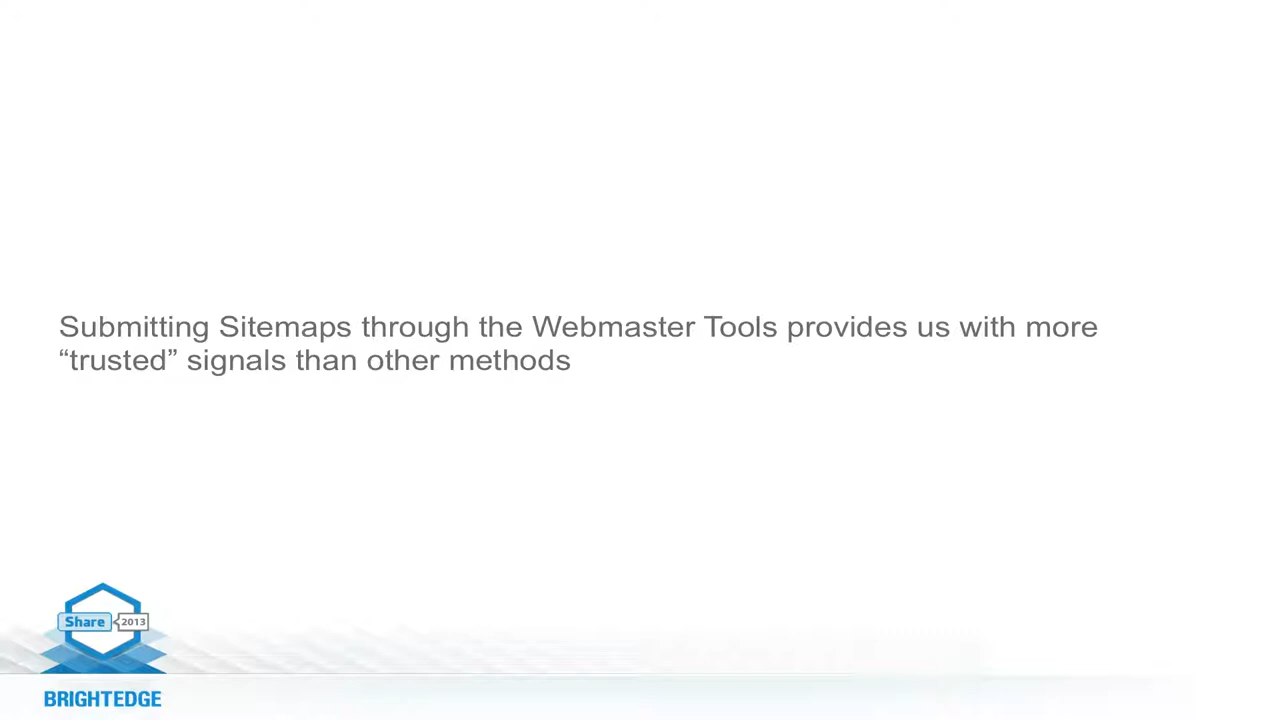 Submitting Sitemaps through the Webmaster Tools provides us with more
“trusted” signals than other methods
Share 2013
BRIGHTEDGE